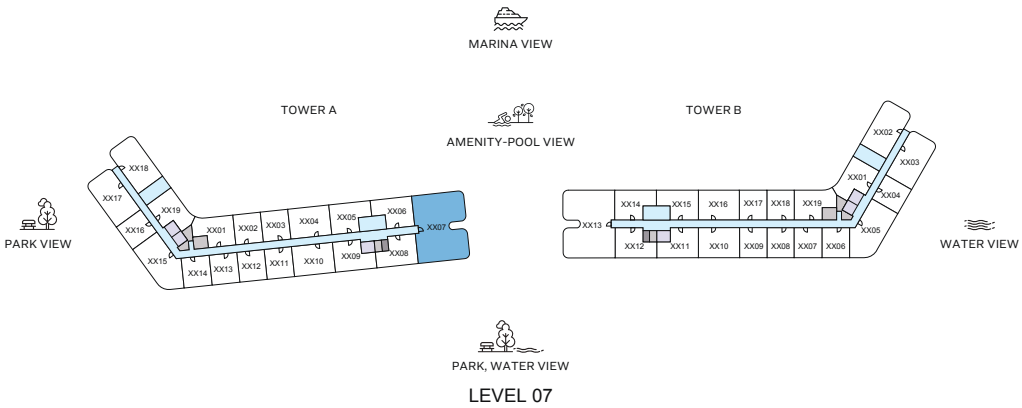 MARINA VIEW
TOWER A
TOWER B
AMENITY-POOL VIEW
PARK VIEW
WATER VIEW
XX18
XX17
XX19
XX16
XX15
XX01
XX02
XX03
XX04
XX05
XX06
XX07
XX14
XX13
XX12
XX11
XX10
XX09
XX08
XX02
XX03
XX01
XX04
XX05
XX14
XX15
XX16
XX17
XX18
XX19
XX13
XX12
XX11
XX10
XX09
XX08
XX07
XX06
PARK, WATER VIEW
LEVEL 07